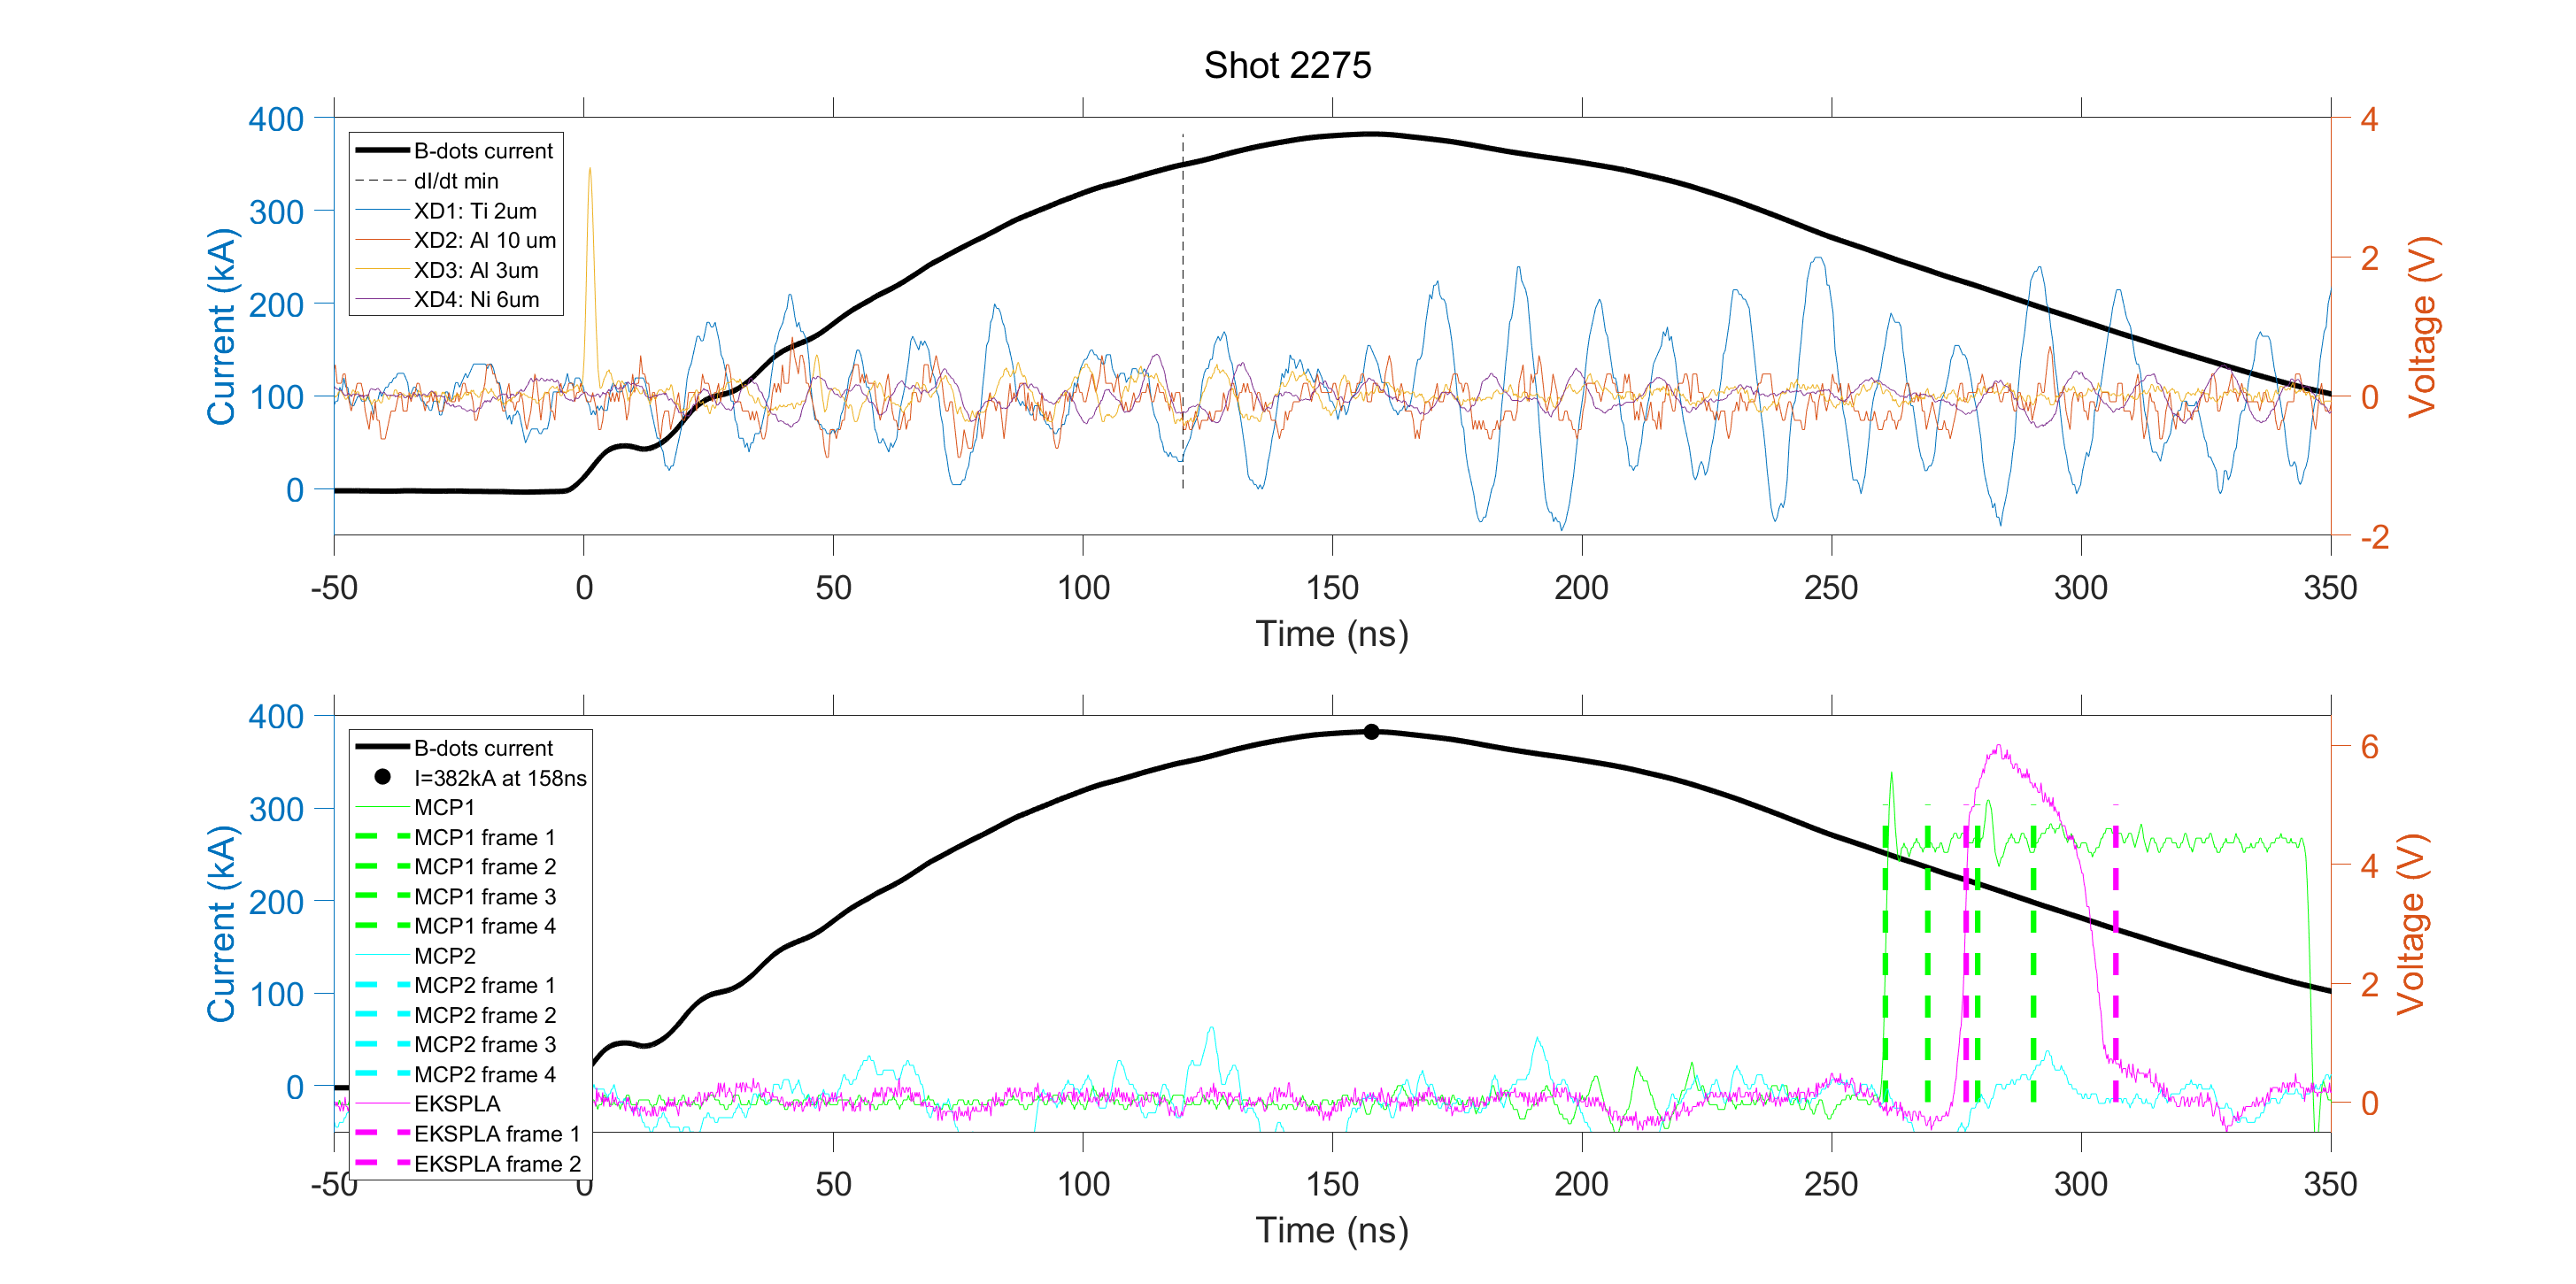 Shot 2275
400
300
200
100
0
Current (kA)
B-dots current
dI/dt min
XD1: Ti 2um
XD2: Al 10 um
XD3: Al 3um
XD4: Ni 6um
4
2
0
-2
Voltage (V)
-50 0 50 100 150 200 250 300 350
Time (ns)
400
300
200
100
0
Current (kA)
B-dots current
I=382kA at 158ns
MCP1
MCP1 frame 1
MCP1 frame 2
MCP1 frame 3
MCP1 frame 4
MCP2
MCP2 frame 1
MCP2 frame 2
MCP2 frame 3
MCP2 frame 4
EKSPLA
EKSPLA frame 1
EKSPLA frame 2
6
4
2
0
Voltage (V)
-50 0 50 100 150 200 250 300 350
Time (ns)